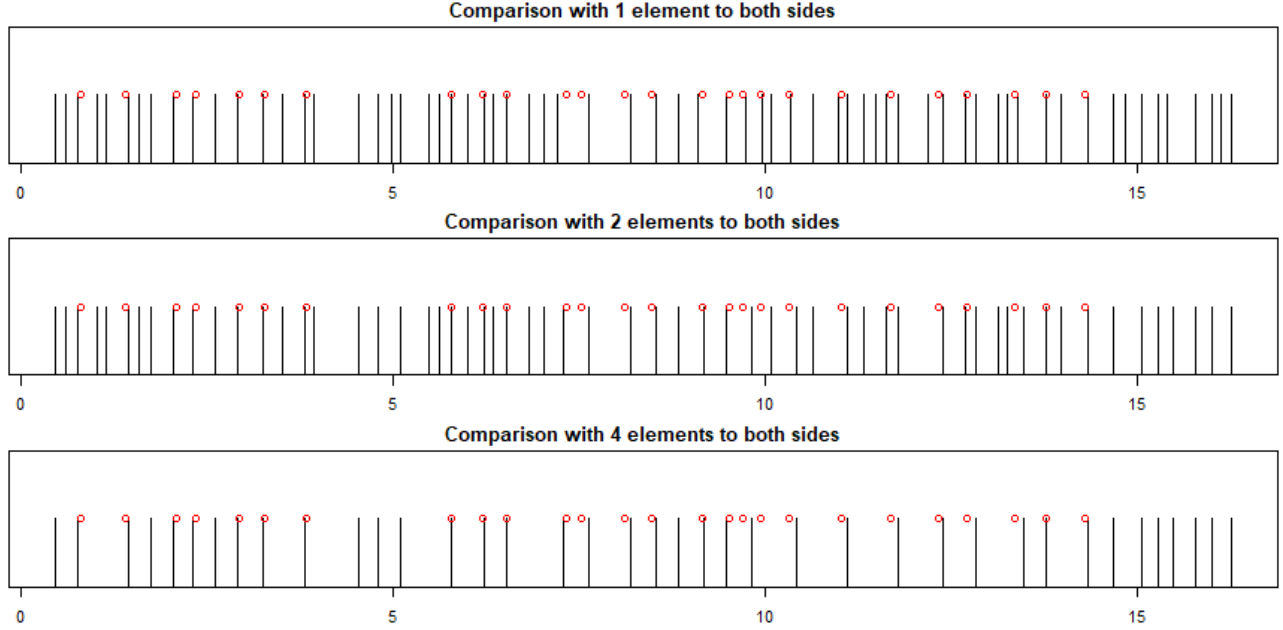 Comparison with 1 element to both sides
0 5 10 15
Comparison with 2 elements to both sides
0 5 10 15
Comparison with 4 elements to both sides
0 5 10 15